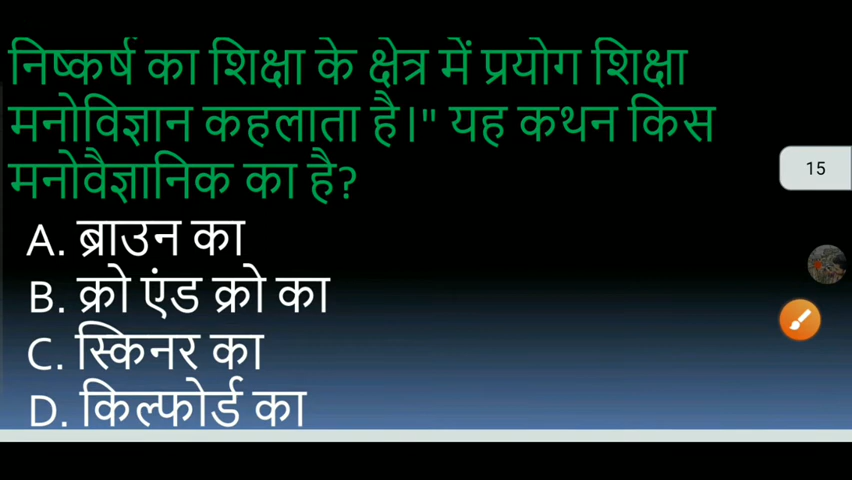 निष्कर्ष का शिक्षा के क्षेत्र में प्रयोग शिक्षा
मनोविज्ञान कहलाता है।" यह कथन किस
मनोवैज्ञानिक का है?
15
A. ब्राउन का
B. क्रो एंड क्रो का
C. स्किनर का
D. किल्फोर्ड का